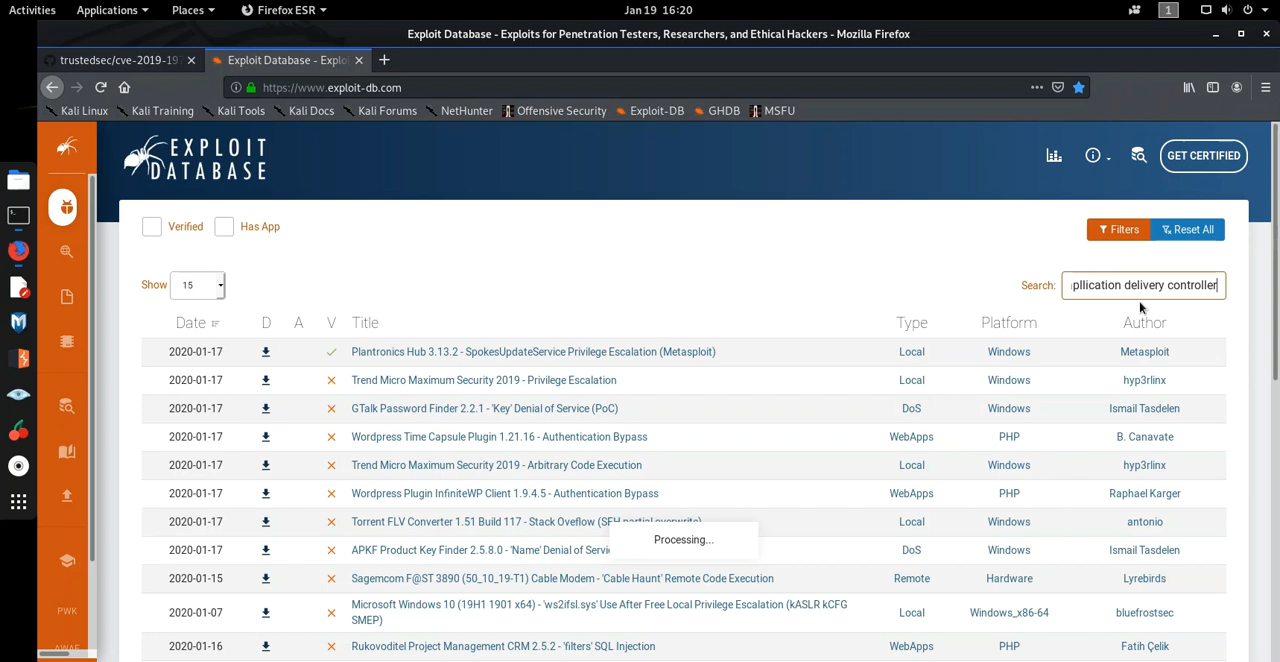 Activities Applications Places Firefox ESR Jan 19 16:20 1
Exploit Database - Exploits for Penetration Testers, Researchers, and Ethical Hackers - Mozilla Firefox
trustedsec/cve-2019-197 Exploit Database - Exploi
https://www.exploit-db.com
Kali Linux Kali Training Kali Tools Kali Docs Kali Forums NetHunter Offensive Security Exploit-DB GHDB MSFU
EXPLOIT
DATABASE
GET CERTIFIED
Verified Has App Filters Reset All
Show 15 Search: pllication delivery controller
Date D A V Title Type Platform Author
2020-01-17 Plantronics Hub 3.13.2 - SpokesUpdateService Privilege Escalation (Metasploit) Local Windows Metasploit
2020-01-17 Trend Micro Maximum Security 2019 - Privilege Escalation Local Windows hyp3rlinx
2020-01-17 GTalk Password Finder 2.2.1 - 'Key' Denial of Service (PoC) DoS Windows Ismail Tasdelen
2020-01-17 Wordpress Time Capsule Plugin 1.21.16 - Authentication Bypass WebApps PHP B. Canavate
2020-01-17 Trend Micro Maximum Security 2019 - Arbitrary Code Execution Local Windows hyp3rlinx
2020-01-17 Wordpress Plugin InfiniteWP Client 1.9.4.5 - Authentication Bypass WebApps PHP Raphael Karger
2020-01-17 Torrent FLV Converter 1.51 Build 117 - Stack Oveflow (SEH partial overwrite) Local Windows antonio
Processing...
2020-01-17 APKF Product Key Finder 2.5.8.0 - 'Name' Denial of Servi DoS Windows Ismail Tasdelen
2020-01-15 Sagemcom F@ST 3890 (50_10_19-T1) Cable Modem - 'Cable Haunt' Remote Code Execution Remote Hardware Lyrebirds
2020-01-07 Microsoft Windows 10 (19H1 1901 x64) - 'ws2ifsl.sys' Use After Free Local Privilege Escalation (kASLR kCFG Local Windows_x86-64 bluefrostsec
SMEP)
2020-01-16 Rukovoditel Project Management CRM 2.5.2 - 'filters' SQL Injection WebApps PHP Fatih Çelik
PWK
AWAE